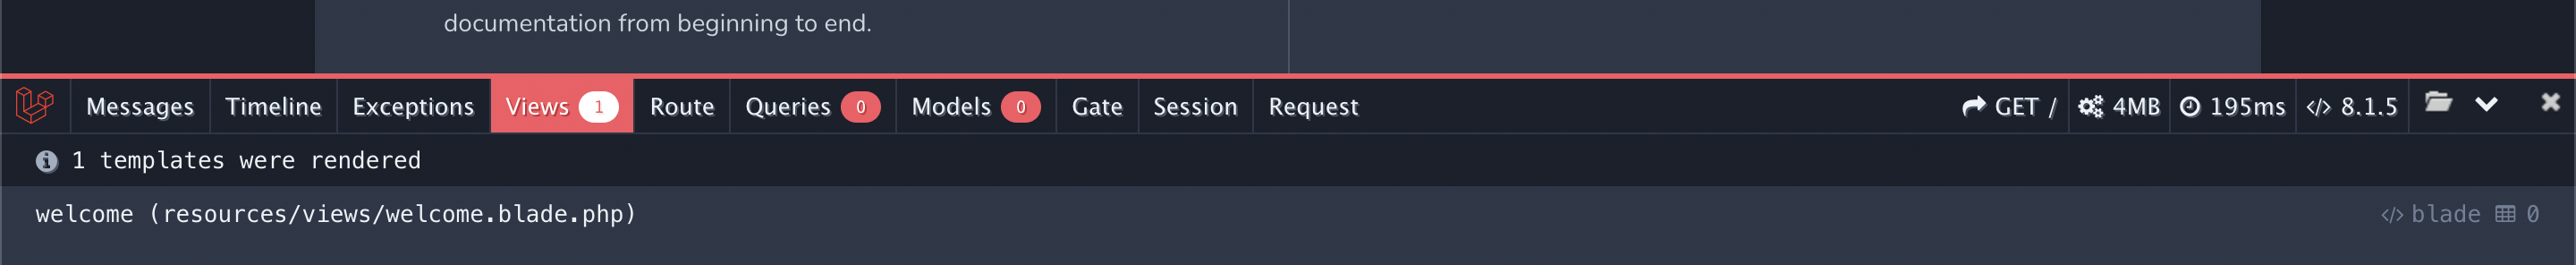 documentation from beginning to end.
Messages Timeline Exceptions Views 1 Route Queries 0 Models 0 Gate Session Request GET / 4MB 195ms </> 8.1.5
1 templates were rendered
welcome (resources/views/welcome.blade.php) </> blade 0